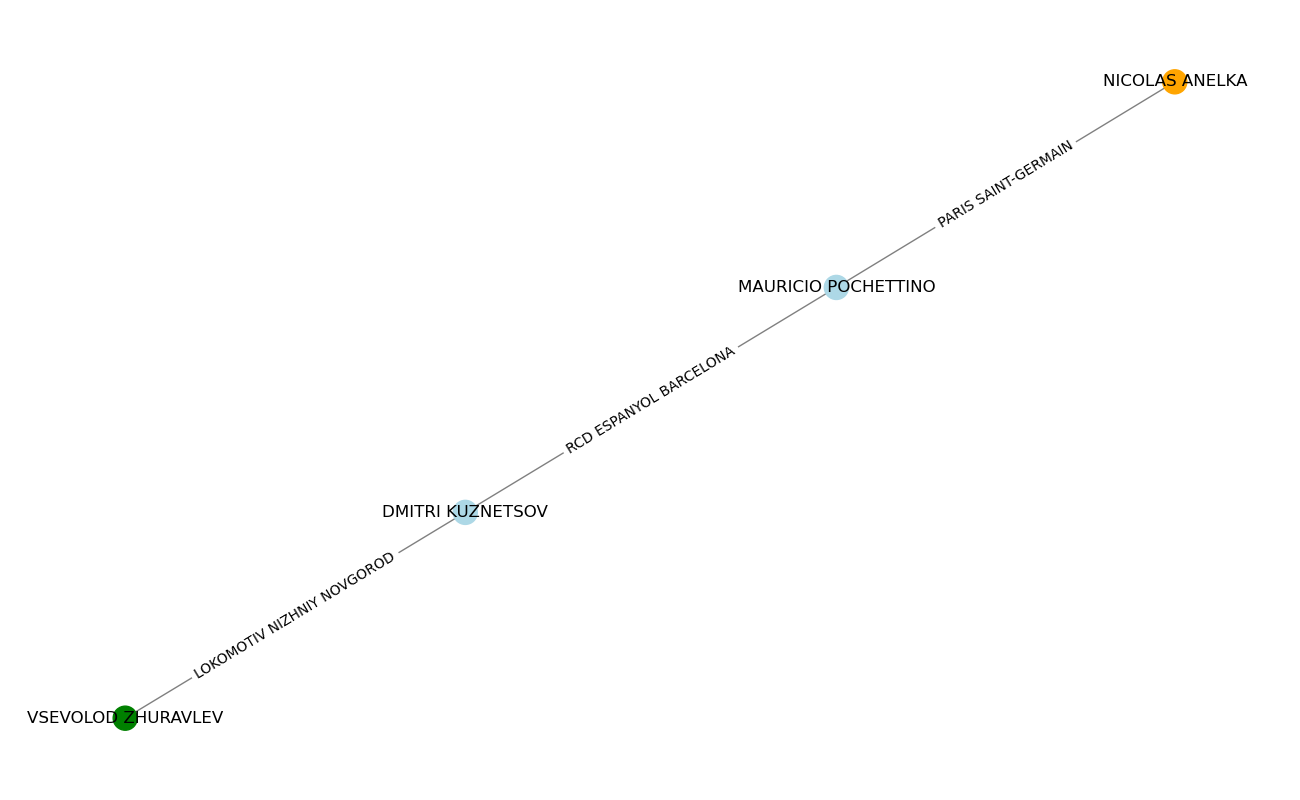 NICOLAS ANELKA
PARIS SAINT-GERMAIN
MAURICIO POCHETTINO
RCD ESPANYOL BARCELONA
DMITRI KUZNETSOV
LOKOMOTIV NIZHNIY NOVGOROD
VSEVOLOD ZHURAVLEV